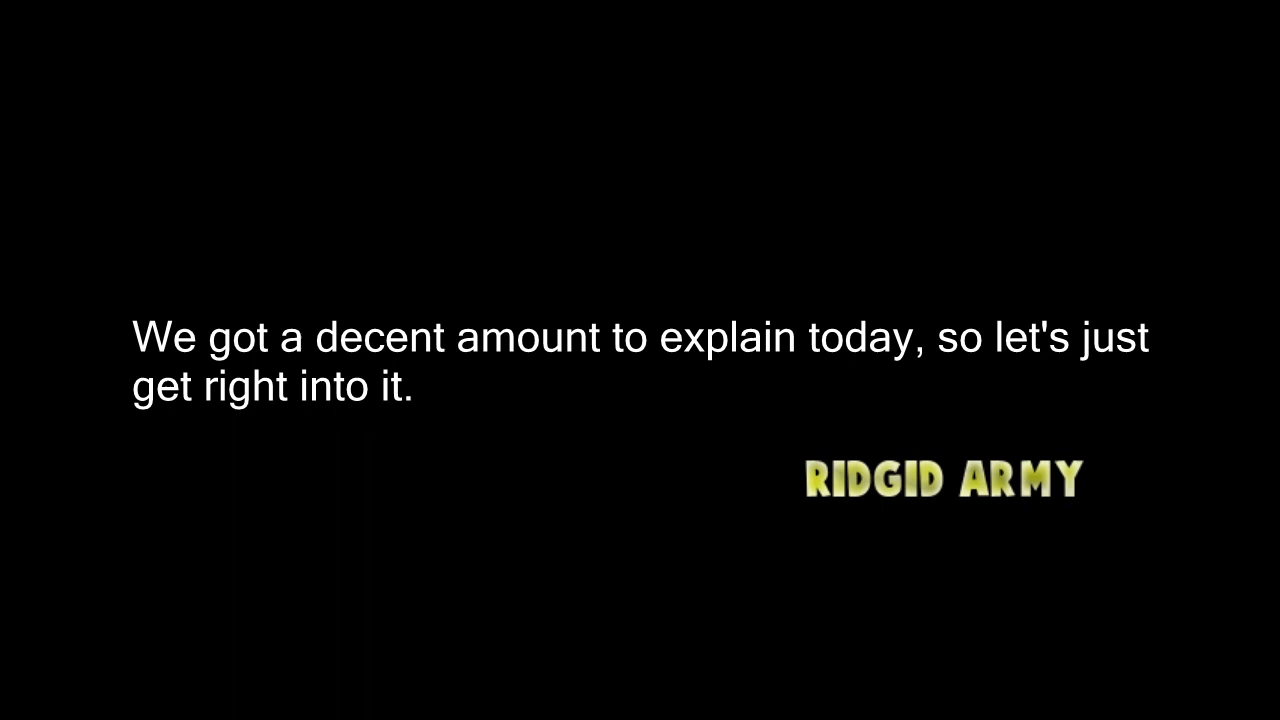 We got a decent amount to explain today, so let's just
get right into it.
RIDGID ARMY